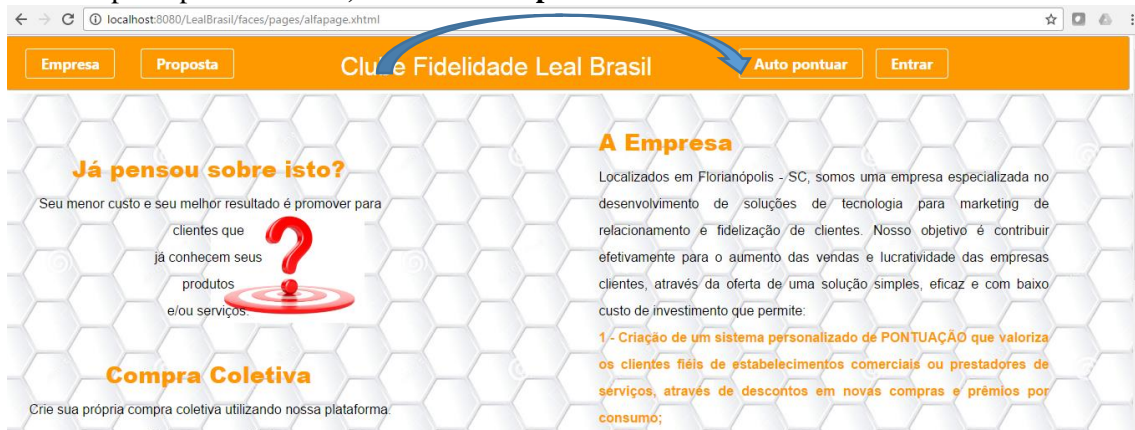 localhost:8080/LealBrasil/faces/pages/alfapage.xhtml
Empresa
Proposta
Clube Fidelidade Leal Brasil
Auto pontuar
Entrar
Já pensou sobre isto?
Seu menor custo e seu melhor resultado é promover para
clientes que
já conhecem seus
produtos
e/ou serviços.
Compra Coletiva
Crie sua própria compra coletiva utilizando nossa plataforma.
A Empresa
Localizados em Florianópolis - SC, somos uma empresa especializada no
desenvolvimento de soluções de tecnologia para marketing de
relacionamento e fidelização de clientes. Nosso objetivo é contribuir
efetivamente para o aumento das vendas e lucratividade das empresas
clientes, através da oferta de uma solução simples, eficaz e com baixo
custo de investimento que permite:
1 - Criação de um sistema personalizado de PONTUAÇÃO que valoriza
os clientes fiéis de estabelecimentos comerciais ou prestadores de
serviços, através de descontos em novas compras e prêmios por
consumo;